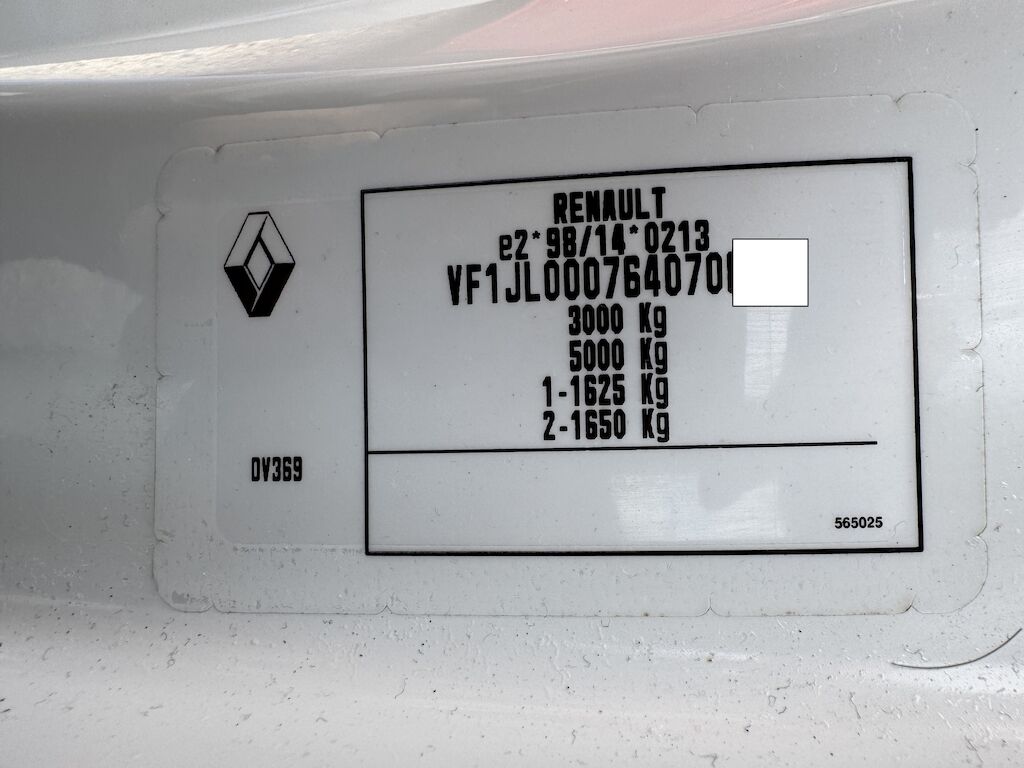 RENAULT
e2*98/14*0213
VF1JL000764070
3000 Kg
5000 Kg
1-1625 Kg
2-1650 Kg
DV369
565025